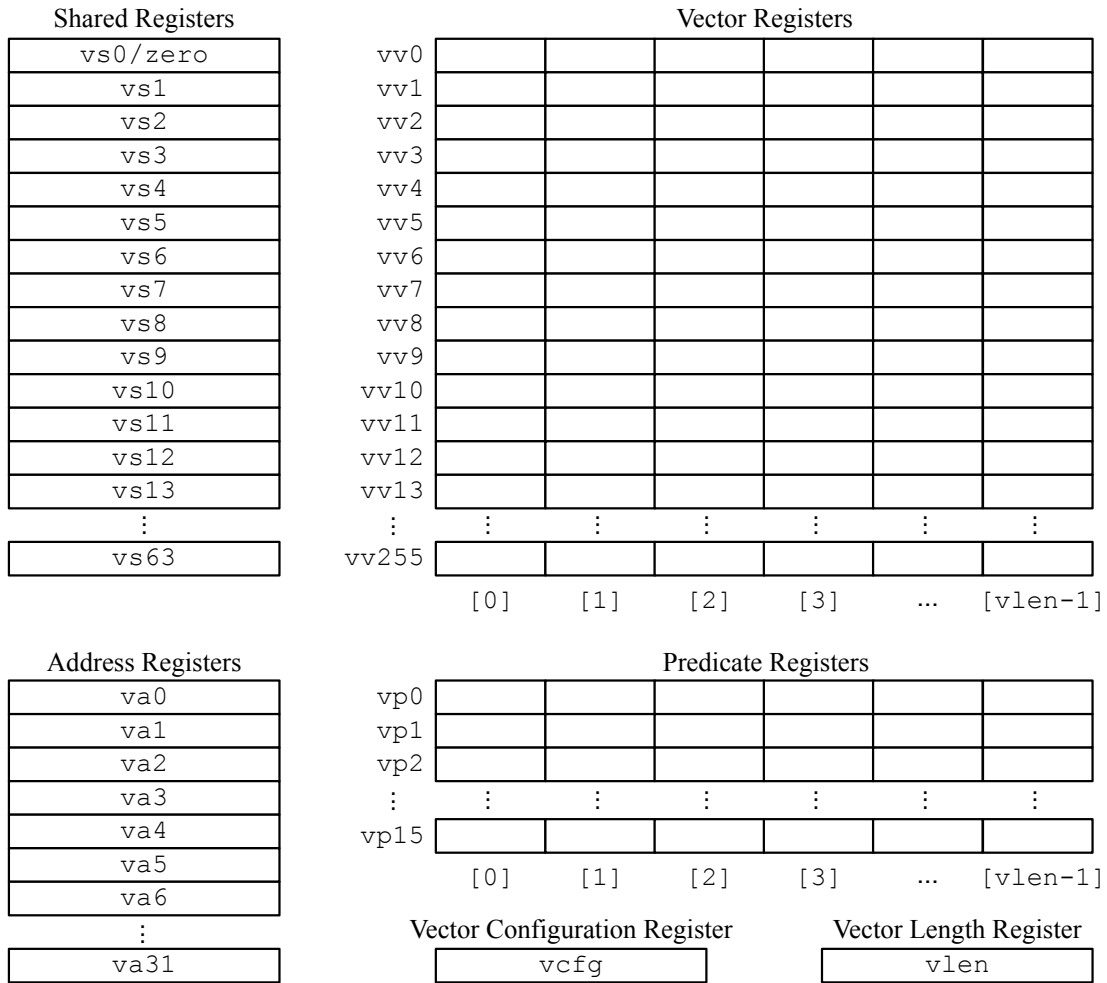 Shared Registers
vs0/zero
vs1
vs2
vs3
vs4
vs5
vs6
vs7
vs8
vs9
vs10
vs11
vs12
vs13
⋮
vs63
Vector Registers
vv0
vv1
vv2
vv3
vv4
vv5
vv6
vv7
vv8
vv9
vv10
vv11
vv12
vv13
⋮ ⋮ ⋮ ⋮ ⋮ ⋮ ⋮
vv255
[0] [1] [2] [3] ... [vlen-1]
Address Registers
va0
va1
va2
va3
va4
va5
va6
⋮
va31
Predicate Registers
vp0
vp1
vp2
⋮ ⋮ ⋮ ⋮ ⋮ ⋮ ⋮
vp15
[0] [1] [2] [3] ... [vlen-1]
Vector Configuration Register
vcfg
Vector Length Register
vlen